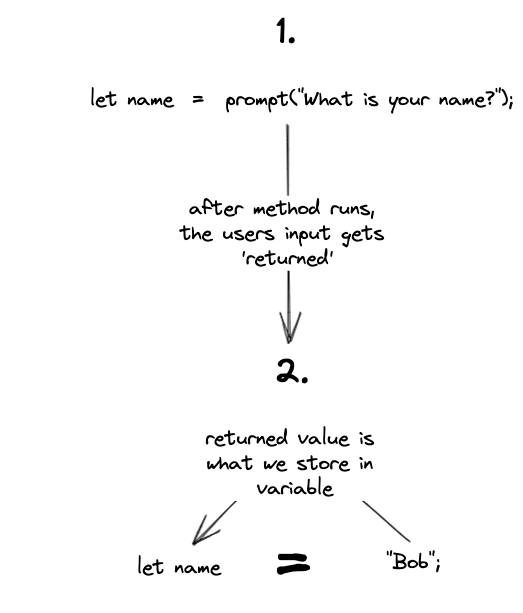 1.
let name = prompt("What is your name?");
after method runs,
the users input gets
'returned'
2.
returned value is
what we store in
variable
let name = "Bob";